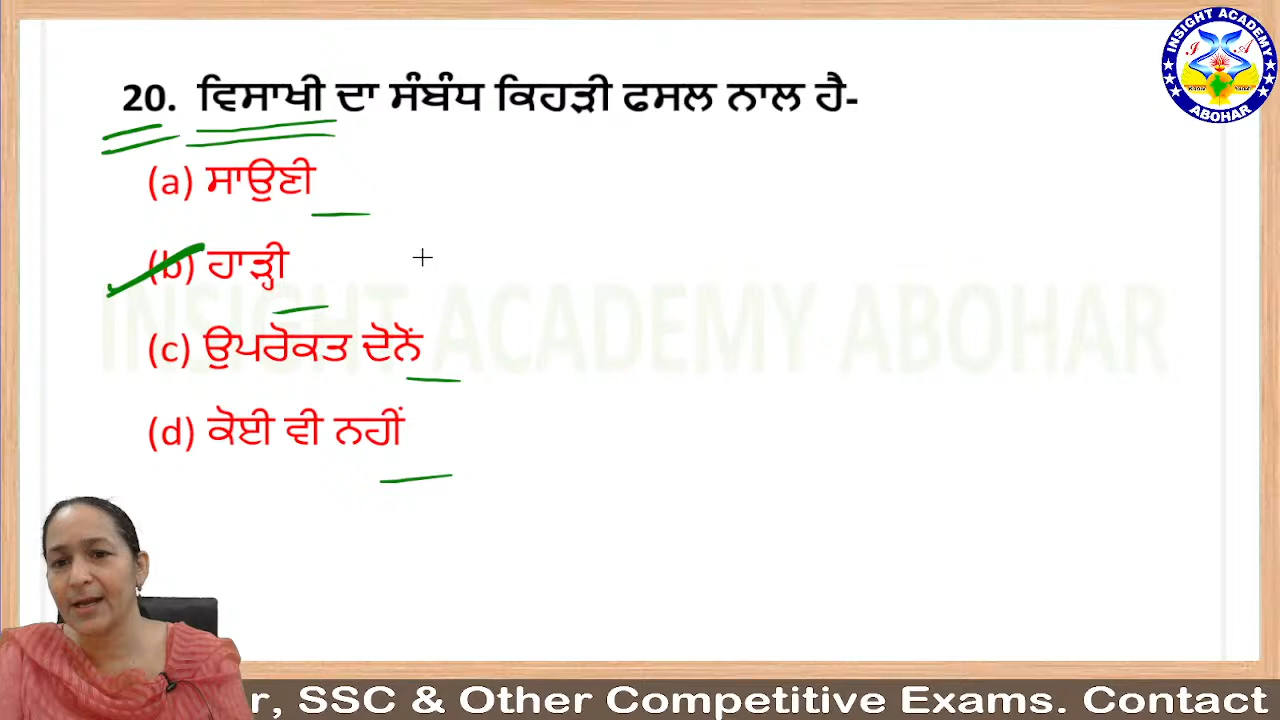 INSIGHT ACADEMY
ABOHAR
20. ਵਿਸਾਖੀ ਦਾ ਸੰਬੰਧ ਕਿਹੜੀ ਫਸਲ ਨਾਲ ਹੈ-
(a) ਸਾਉਣੀ
(b) ਹਾੜ੍ਹੀ
(c) ਉਪਰੋਕਤ ਦੋਨੋਂ
(d) ਕੋਈ ਵੀ ਨਹੀਂ
INSIGHT ACADEMY ABOHAR
r, SSC & Other Competitive Exams. Contact